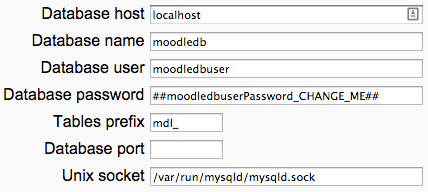 Database host localhost
Database name moodledb
Database user moodledbuser
Database password ##moodledbuserPassword_CHANGE_ME##
Tables prefix mdl_
Database port
Unix socket /var/run/mysqld/mysqld.sock